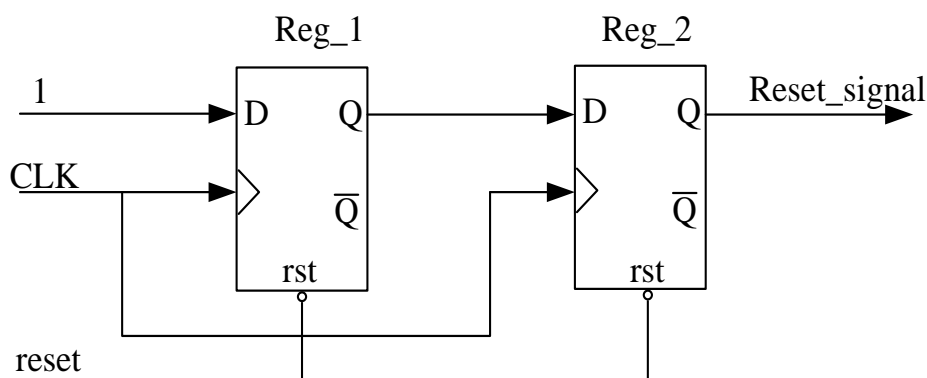 Reg_1
Reg_2
1
Reset_signal
D
Q
D
Q
CLK
Q̅
Q̅
rst
rst
reset